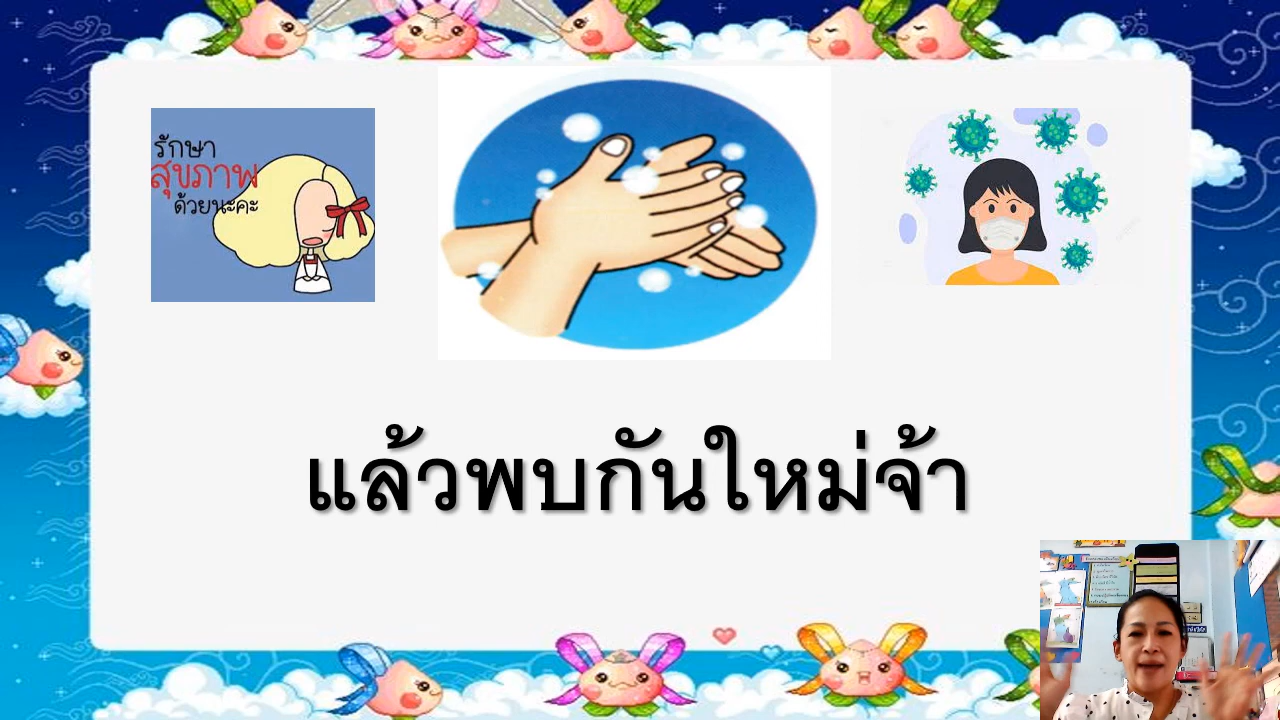 รักษา
สุขภาพ
ด้วยนะคะ
แล้วพบกันใหม่จ้า